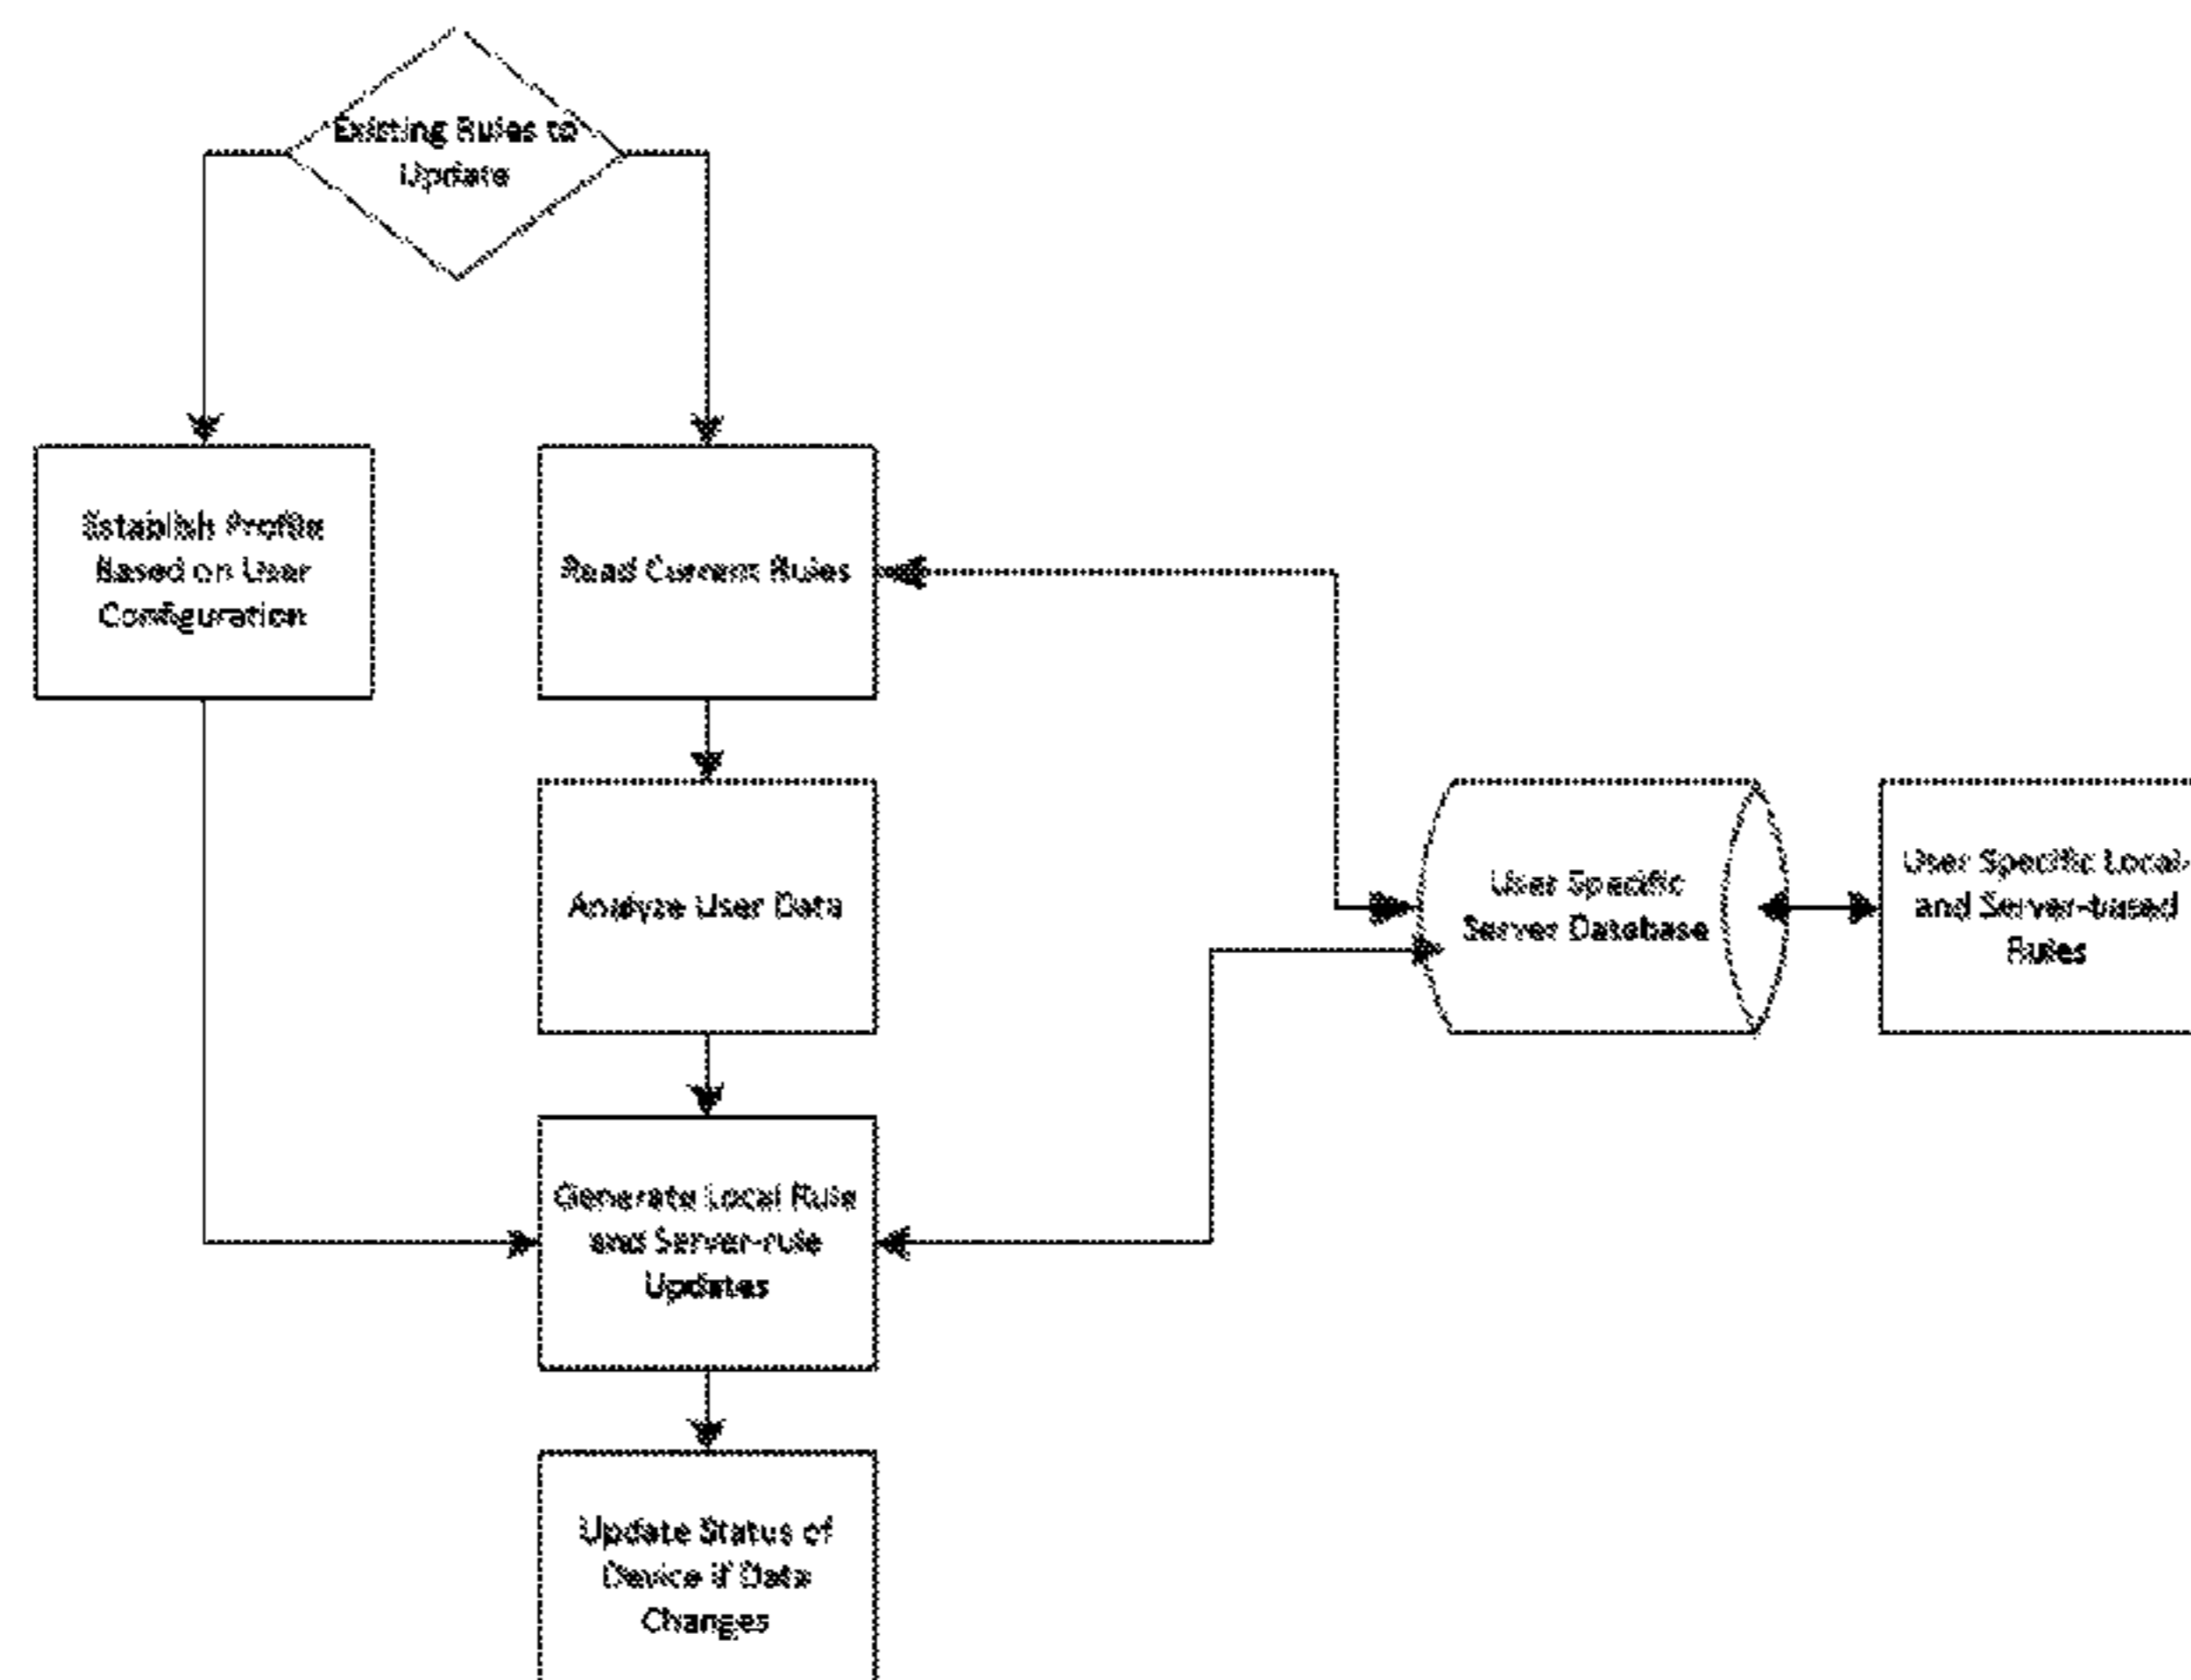 Existing Rules to
Update
Establish Profile
Based on User
Configuration
Read Current Rules
Analyze User Data
User Specific
Server Database
User Specific Local-
and Server-based
Rules
Generate Local Rule
and Server-rule
Updates
Update Status of
Device if Data
Changes